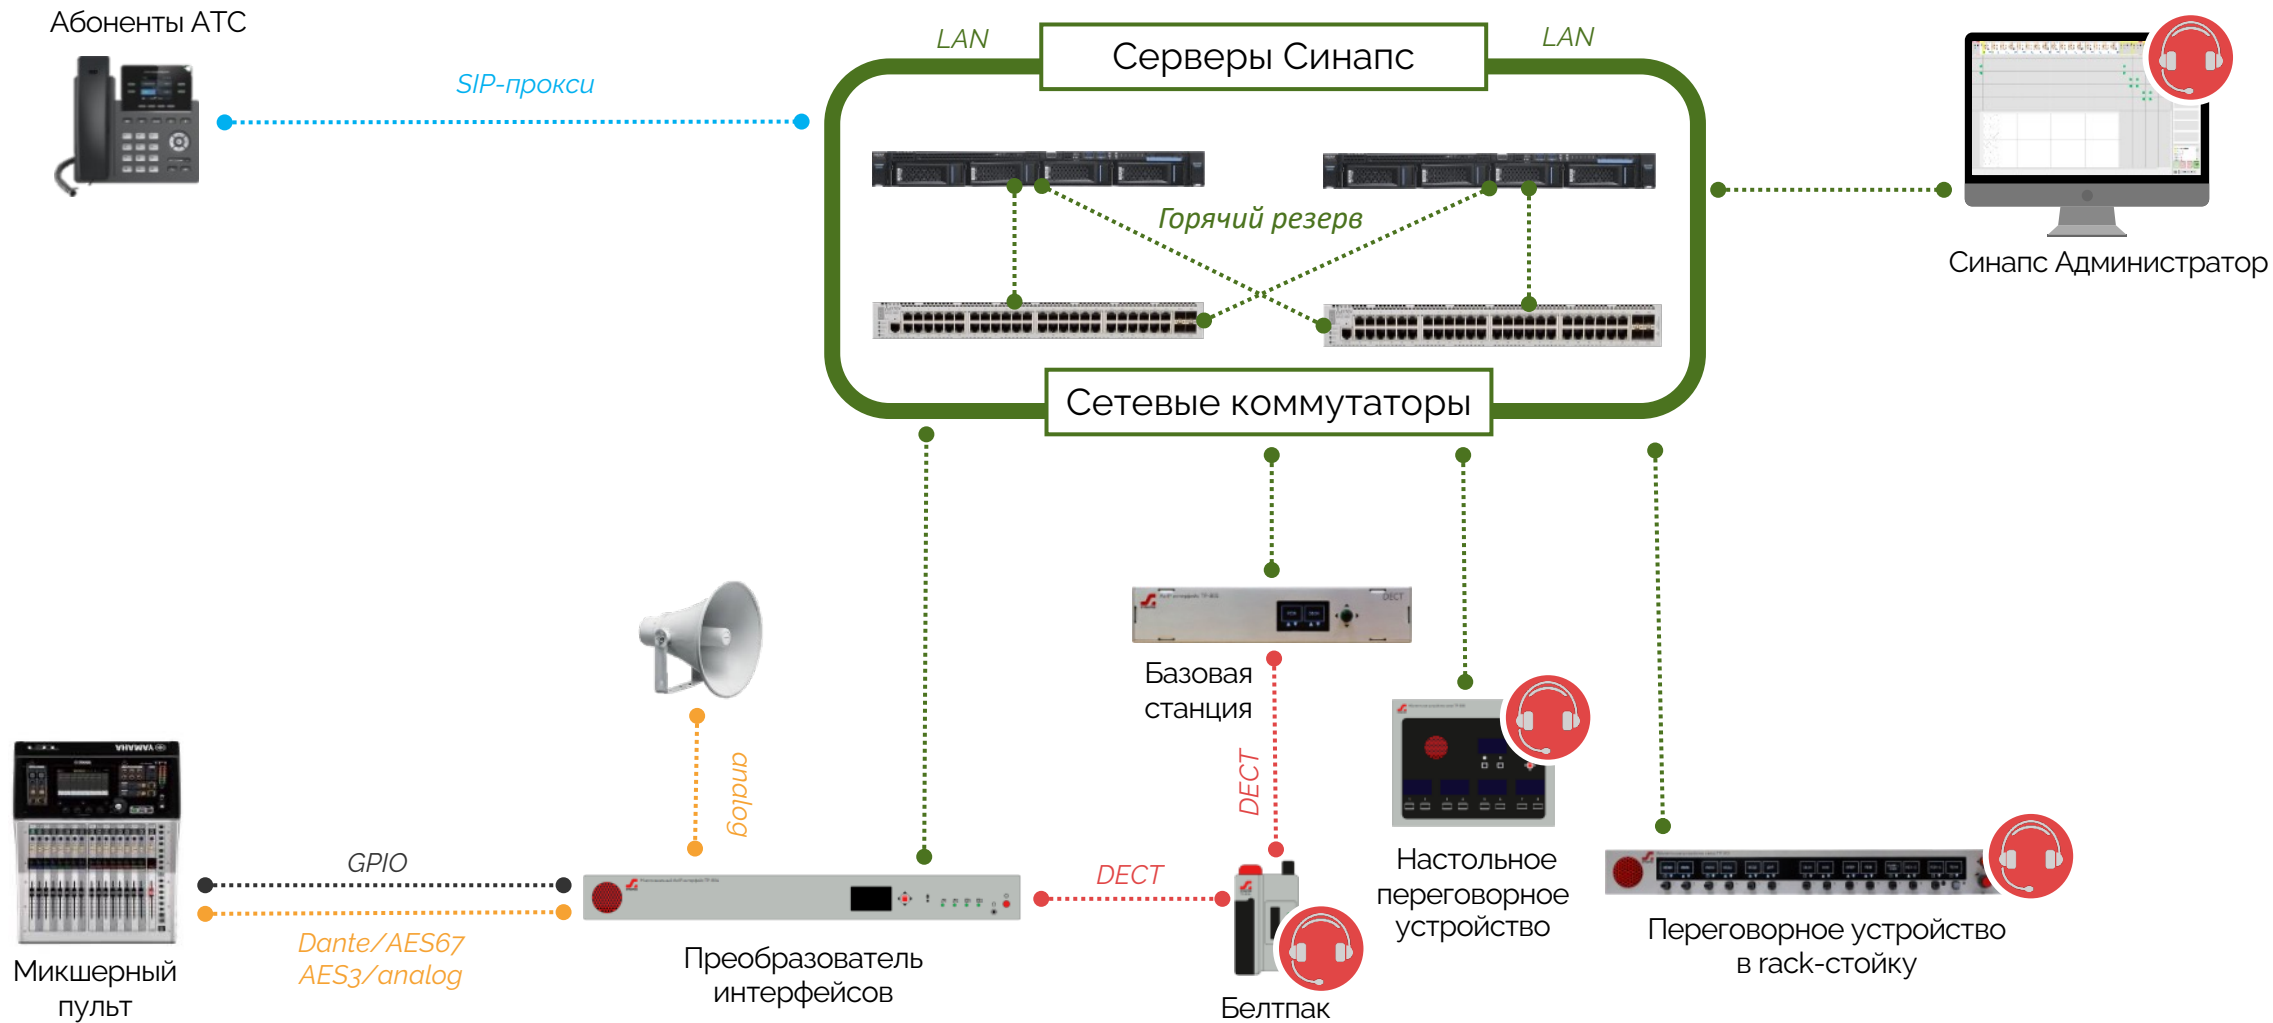 Абоненты АТС
SIP-прокси
LAN
Серверы Синапс
LAN
Горячий резерв
Сетевые коммутаторы
Синапс Администратор
Базовая
станция
DECT
DECT
analog
GPIO
Dante/AES67
AES3/analog
YAMAHA
DECT
Микшерный
пульт
Преобразователь
интерфейсов
Белтпак
Настольное
переговорное
устройство
Переговорное устройство
в rack-стойку